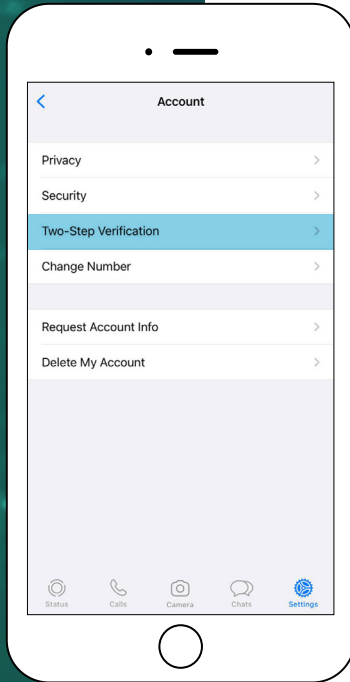 Account
Privacy
Security
Two-Step Verification
Change Number
Request Account Info
Delete My Account
Status Calls Camera Chats Settings